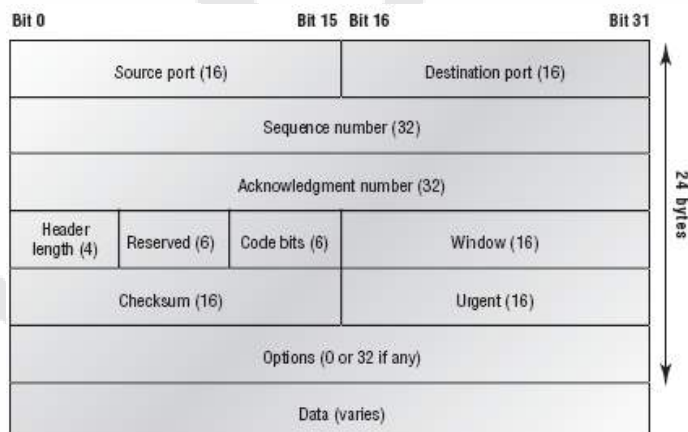 Bit 0 Bit 15 Bit 16 Bit 31
Source port (16) Destination port (16)
Sequence number (32)
Acknowledgment number (32)
Header
length (4) Reserved (6) Code bits (6) Window (16)
Checksum (16) Urgent (16)
Options (0 or 32 if any)
Data (varies)
24 bytes